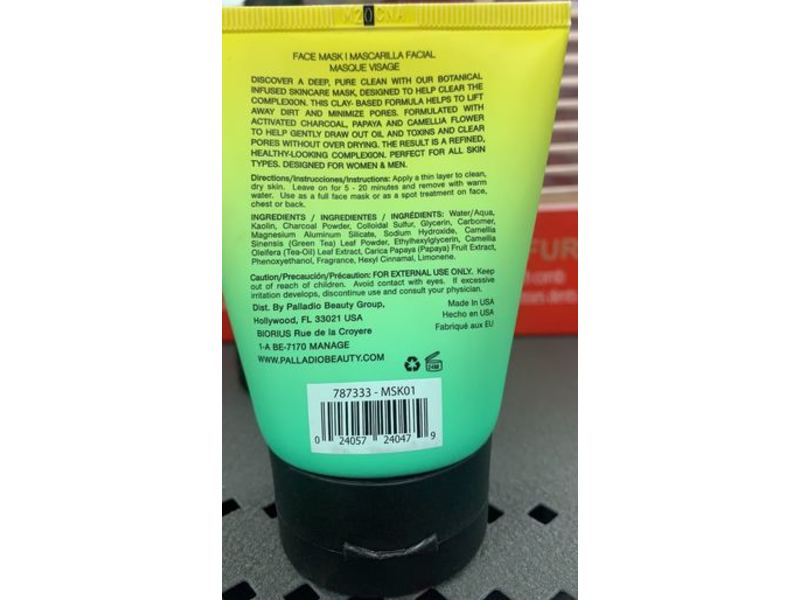 M20CNA
FACE MASK | MASCARILLA FACIAL
MASQUE VISAGE
DISCOVER A DEEP, PURE CLEAN WITH OUR BOTANICAL
INFUSED SKINCARE MASK, DESIGNED TO HELP CLEAR THE
COMPLEXION. THIS CLAY- BASED FORMULA HELPS TO LIFT
AWAY DIRT AND MINIMIZE PORES. FORMULATED WITH
ACTIVATED CHARCOAL, PAPAYA AND CAMELLIA FLOWER
TO HELP GENTLY DRAW OUT OIL AND TOXINS AND CLEAR
PORES WITHOUT OVER DRYING. THE RESULT IS A REFINED,
HEALTHY-LOOKING COMPLEXION. PERFECT FOR ALL SKIN
TYPES. DESIGNED FOR WOMEN & MEN.
Directions/Instrucciones/Instructions: Apply a thin layer to clean,
dry skin. Leave on for 5 - 20 minutes and remove with warm
water. Use as a full face mask or as a spot treatment on face,
chest or back.
INGREDIENTS / INGREDIENTES / INGRÉDIENTS: Water/Aqua,
Kaolin, Charcoal Powder, Colloidal Sulfur, Glycerin, Carbomer,
Magnesium Aluminum Silicate, Sodium Hydroxide, Camellia
Sinensis (Green Tea) Leaf Powder, Ethylhexylglycerin, Camellia
Oleifera (Tea-Oil) Leaf Extract, Carica Papaya (Papaya) Fruit Extract,
Phenoxyethanol, Fragrance, Hexyl Cinnamal, Limonene.
Caution/Precaución/Précaution: FOR EXTERNAL USE ONLY. Keep
out of reach of children. Avoid contact with eyes. If excessive
irritation develops, discontinue use and consult your physician.
Dist. By Palladio Beauty Group,
Hollywood, FL 33021 USA
BIORIUS Rue de la Croyere
1-A BE-7170 MANAGE
WWW.PALLADIOBEAUTY.COM
Made In USA
Hecho en USA
Fabriqué aux EU
24M
787333 - MSK01
0 24057 24047 9
FUR